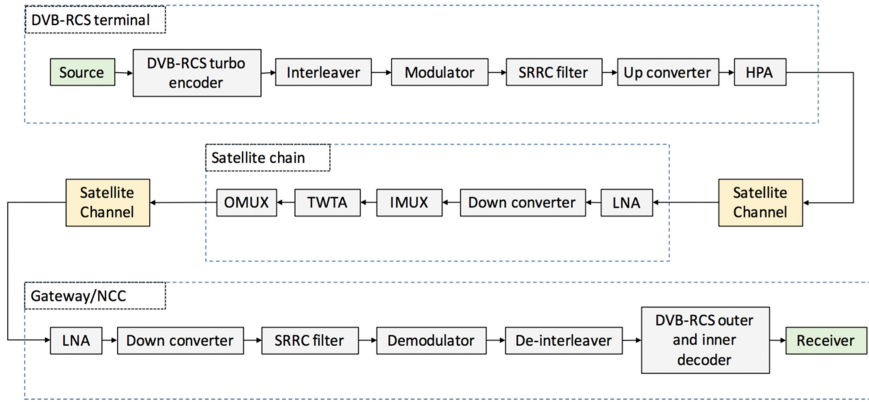 DVB-RCS terminal
Source
DVB-RCS turbo
encoder
Interleaver
Modulator
SRRC filter
Up converter
HPA
Satellite chain
Satellite
Channel
OMUX
TWTA
IMUX
Down converter
LNA
Satellite
Channel
Gateway/NCC
LNA
Down converter
SRRC filter
Demodulator
De-interleaver
DVB-RCS outer
and inner
decoder
Receiver